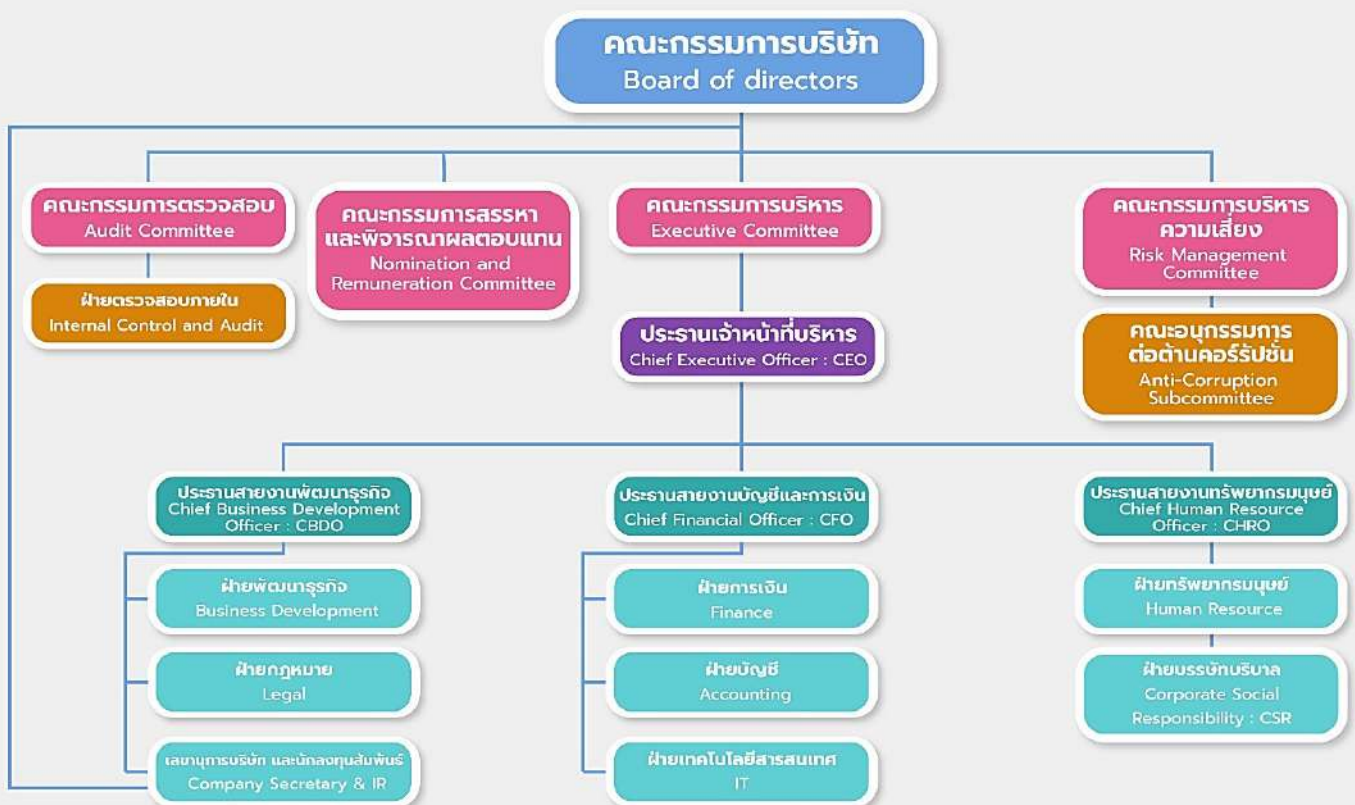 คณะกรรมการบริษัท
Board of directors
คณะกรรมการตรวจสอบ
Audit Committee
คณะกรรมการสรรหา
และพิจารณาผลตอบแทน
Nomination and
Remuneration Committee
คณะกรรมการบริหาร
Executive Committee
คณะกรรมการบริหาร
ความเสี่ยง
Risk Management
Committee
ฝ่ายตรวจสอบภายใน
Internal Control and Audit
ประธานเจ้าหน้าที่บริหาร
Chief Executive Officer : CEO
คณะอนุกรรมการ
ต่อต้านคอร์รัปชั่น
Anti-Corruption
Subcommittee
ประธานสายงานพัฒนาธุรกิจ
Chief Business Development
Officer : CBDO
ประธานสายงานบัญชีและการเงิน
Chief Financial Officer : CFO
ประธานสายงานทรัพยากรมนุษย์
Chief Human Resource
Officer : CHRO
ฝ่ายพัฒนาธุรกิจ
Business Development
ฝ่ายการเงิน
Finance
ฝ่ายทรัพยากรมนุษย์
Human Resource
ฝ่ายกฎหมาย
Legal
ฝ่ายบัญชี
Accounting
ฝ่ายบรรษัทบริบาล
Corporate Social
Responsibility : CSR
เลขานุการบริษัท และนักลงทุนสัมพันธ์
Company Secretary & IR
ฝ่ายเทคโนโลยีสารสนเทศ
IT